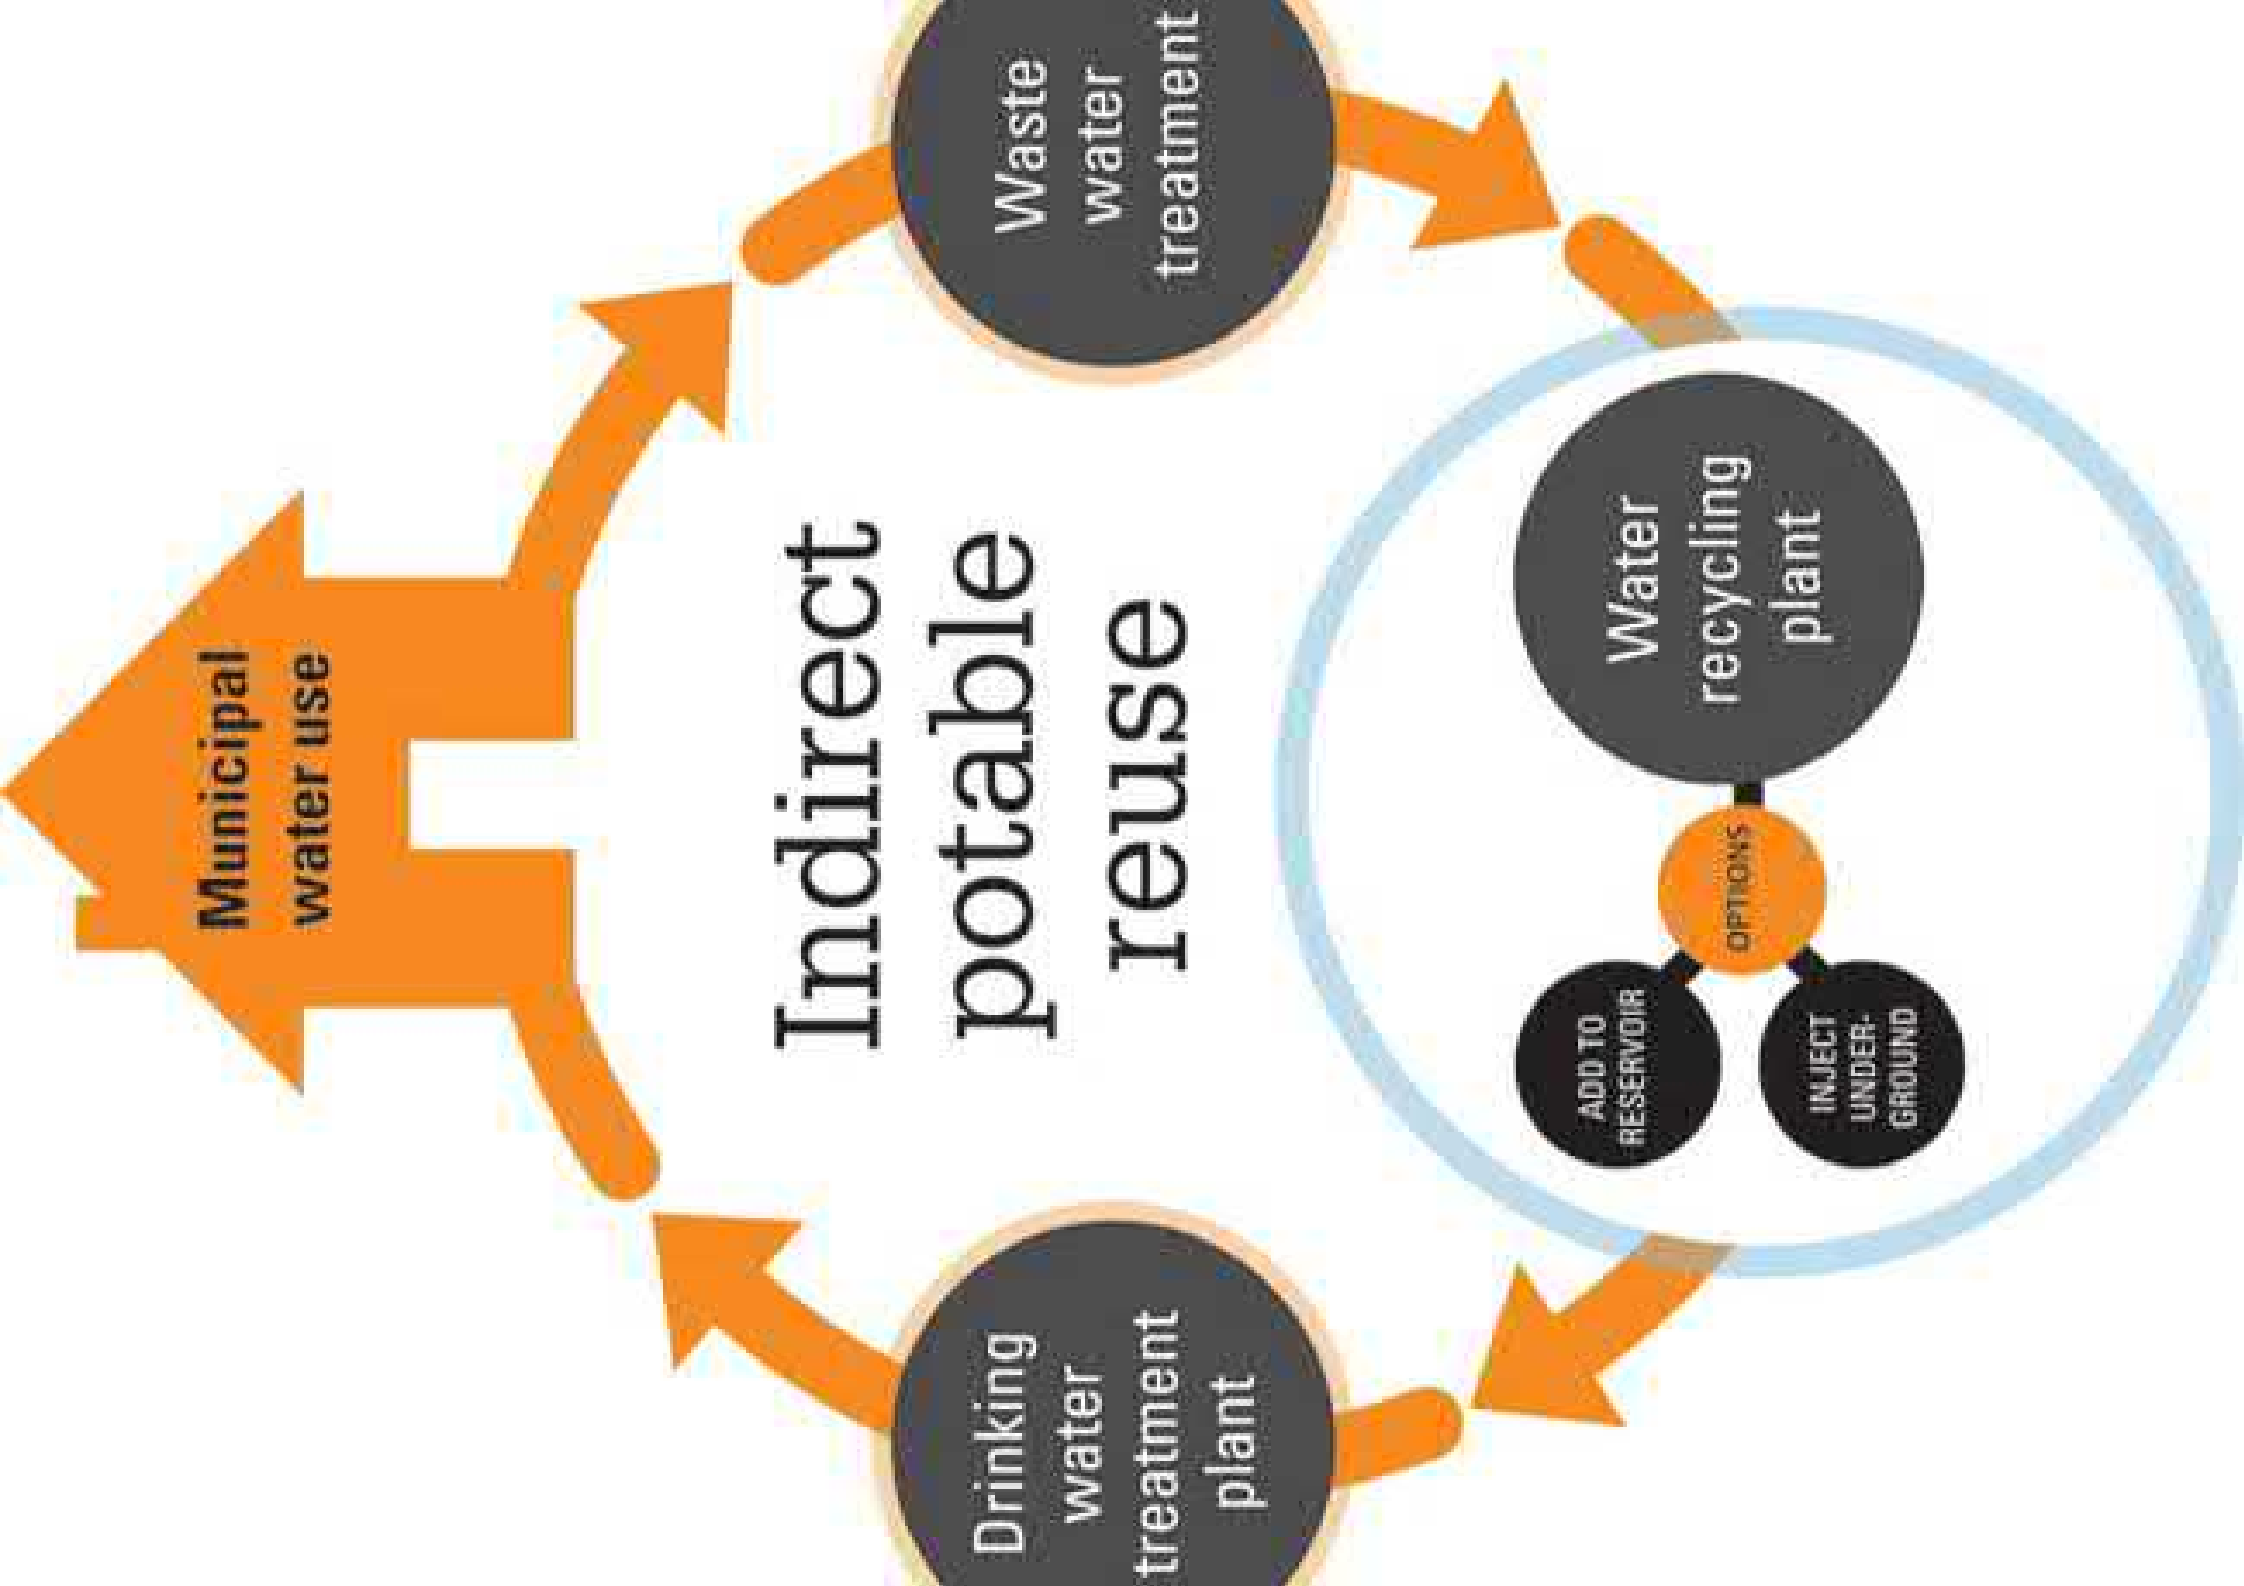 Municipal
water use
Waste
water
treatment
Indirect
potable
reuse
Drinking
water
treatment
plant
Water
recycling
plant
OPTIONS
ADD TO
RESERVOIR
INJECT
UNDER-
GROUND